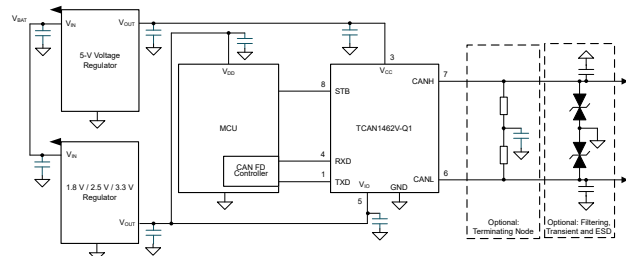 VBAT
VIN
VOUT
5-V Voltage
Regulator
VIN
1.8 V / 2.5 V / 3.3 V
Regulator
VOUT
VDD
MCU
CAN FD
Controller
8
4
1
3
VCC
CANH
7
STB
TCAN1462V-Q1
RXD
TXD
VIO
GND
CANL
6
5
Optional:
Terminating Node
Optional: Filtering,
Transient and ESD